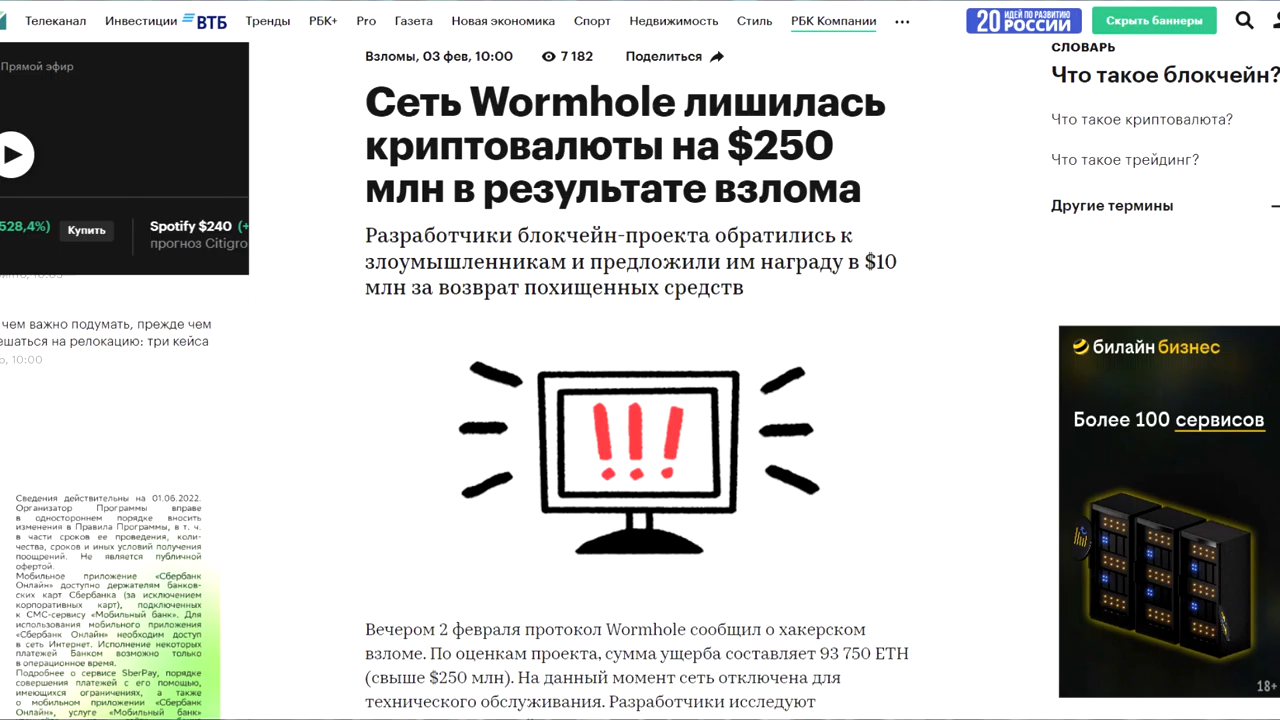 Телеканал Инвестиции ВТБ Тренды РБК+ Pro Газета Новая экономика Спорт Недвижимость Стиль РБК Компании ••• 20 ИДЕЙ ПО РАЗВИТИЮ РОССИИ Скрыть баннеры
Прямой эфир
528,4%) Купить Spotify $240 (+
прогноз Citigro
чем важно подумать, прежде чем
ешаться на релокацию: три кейса
р, 10:00
Сведения действительны на 01.06.2022.
Организатор Программы вправе
в одностороннем порядке вносить
изменения в Правила Программы, в т. ч.
в части сроков ее проведения, коли-
чества, сроков и иных условий получения
поощрений. Не является публичной
офертой.
Мобильное приложение «Сбербанк
Онлайн» доступно держателям банков-
ских карт Сбербанка (за исключением
корпоративных карт), подключенных
к СМС-сервису «Мобильный банк». Для
использования мобильного приложения
«Сбербанк Онлайн» необходим доступ
в сеть Интернет. Исполнение некоторых
платежей Банком возможно только
в операционное время.
Подробнее о сервисе SberPay, порядке
совершения платежей с его помощью,
имеющихся ограничениях, а также
о мобильном приложении «Сбербанк
Онлайн», услуге «Мобильный банк»
Взломы, 03 фев, 10:00 7 182 Поделиться
Сеть Wormhole лишилась
криптовалюты на $250
млн в результате взлома
Разработчики блокчейн-проекта обратились к
злоумышленникам и предложили им награду в $10
млн за возврат похищенных средств
!!!
Вечером 2 февраля протокол Wormhole сообщил о хакерском
взломе. По оценкам проекта, сумма ущерба составляет 93 750 ETH
(свыше $250 млн). На данный момент сеть отключена для
технического обслуживания. Разработчики исследуют
СЛОВАРЬ
Что такое блокчейн?
Что такое криптовалюта?
Что такое трейдинг?
Другие термины
билайн бизнес
Более 100 сервисов
18+